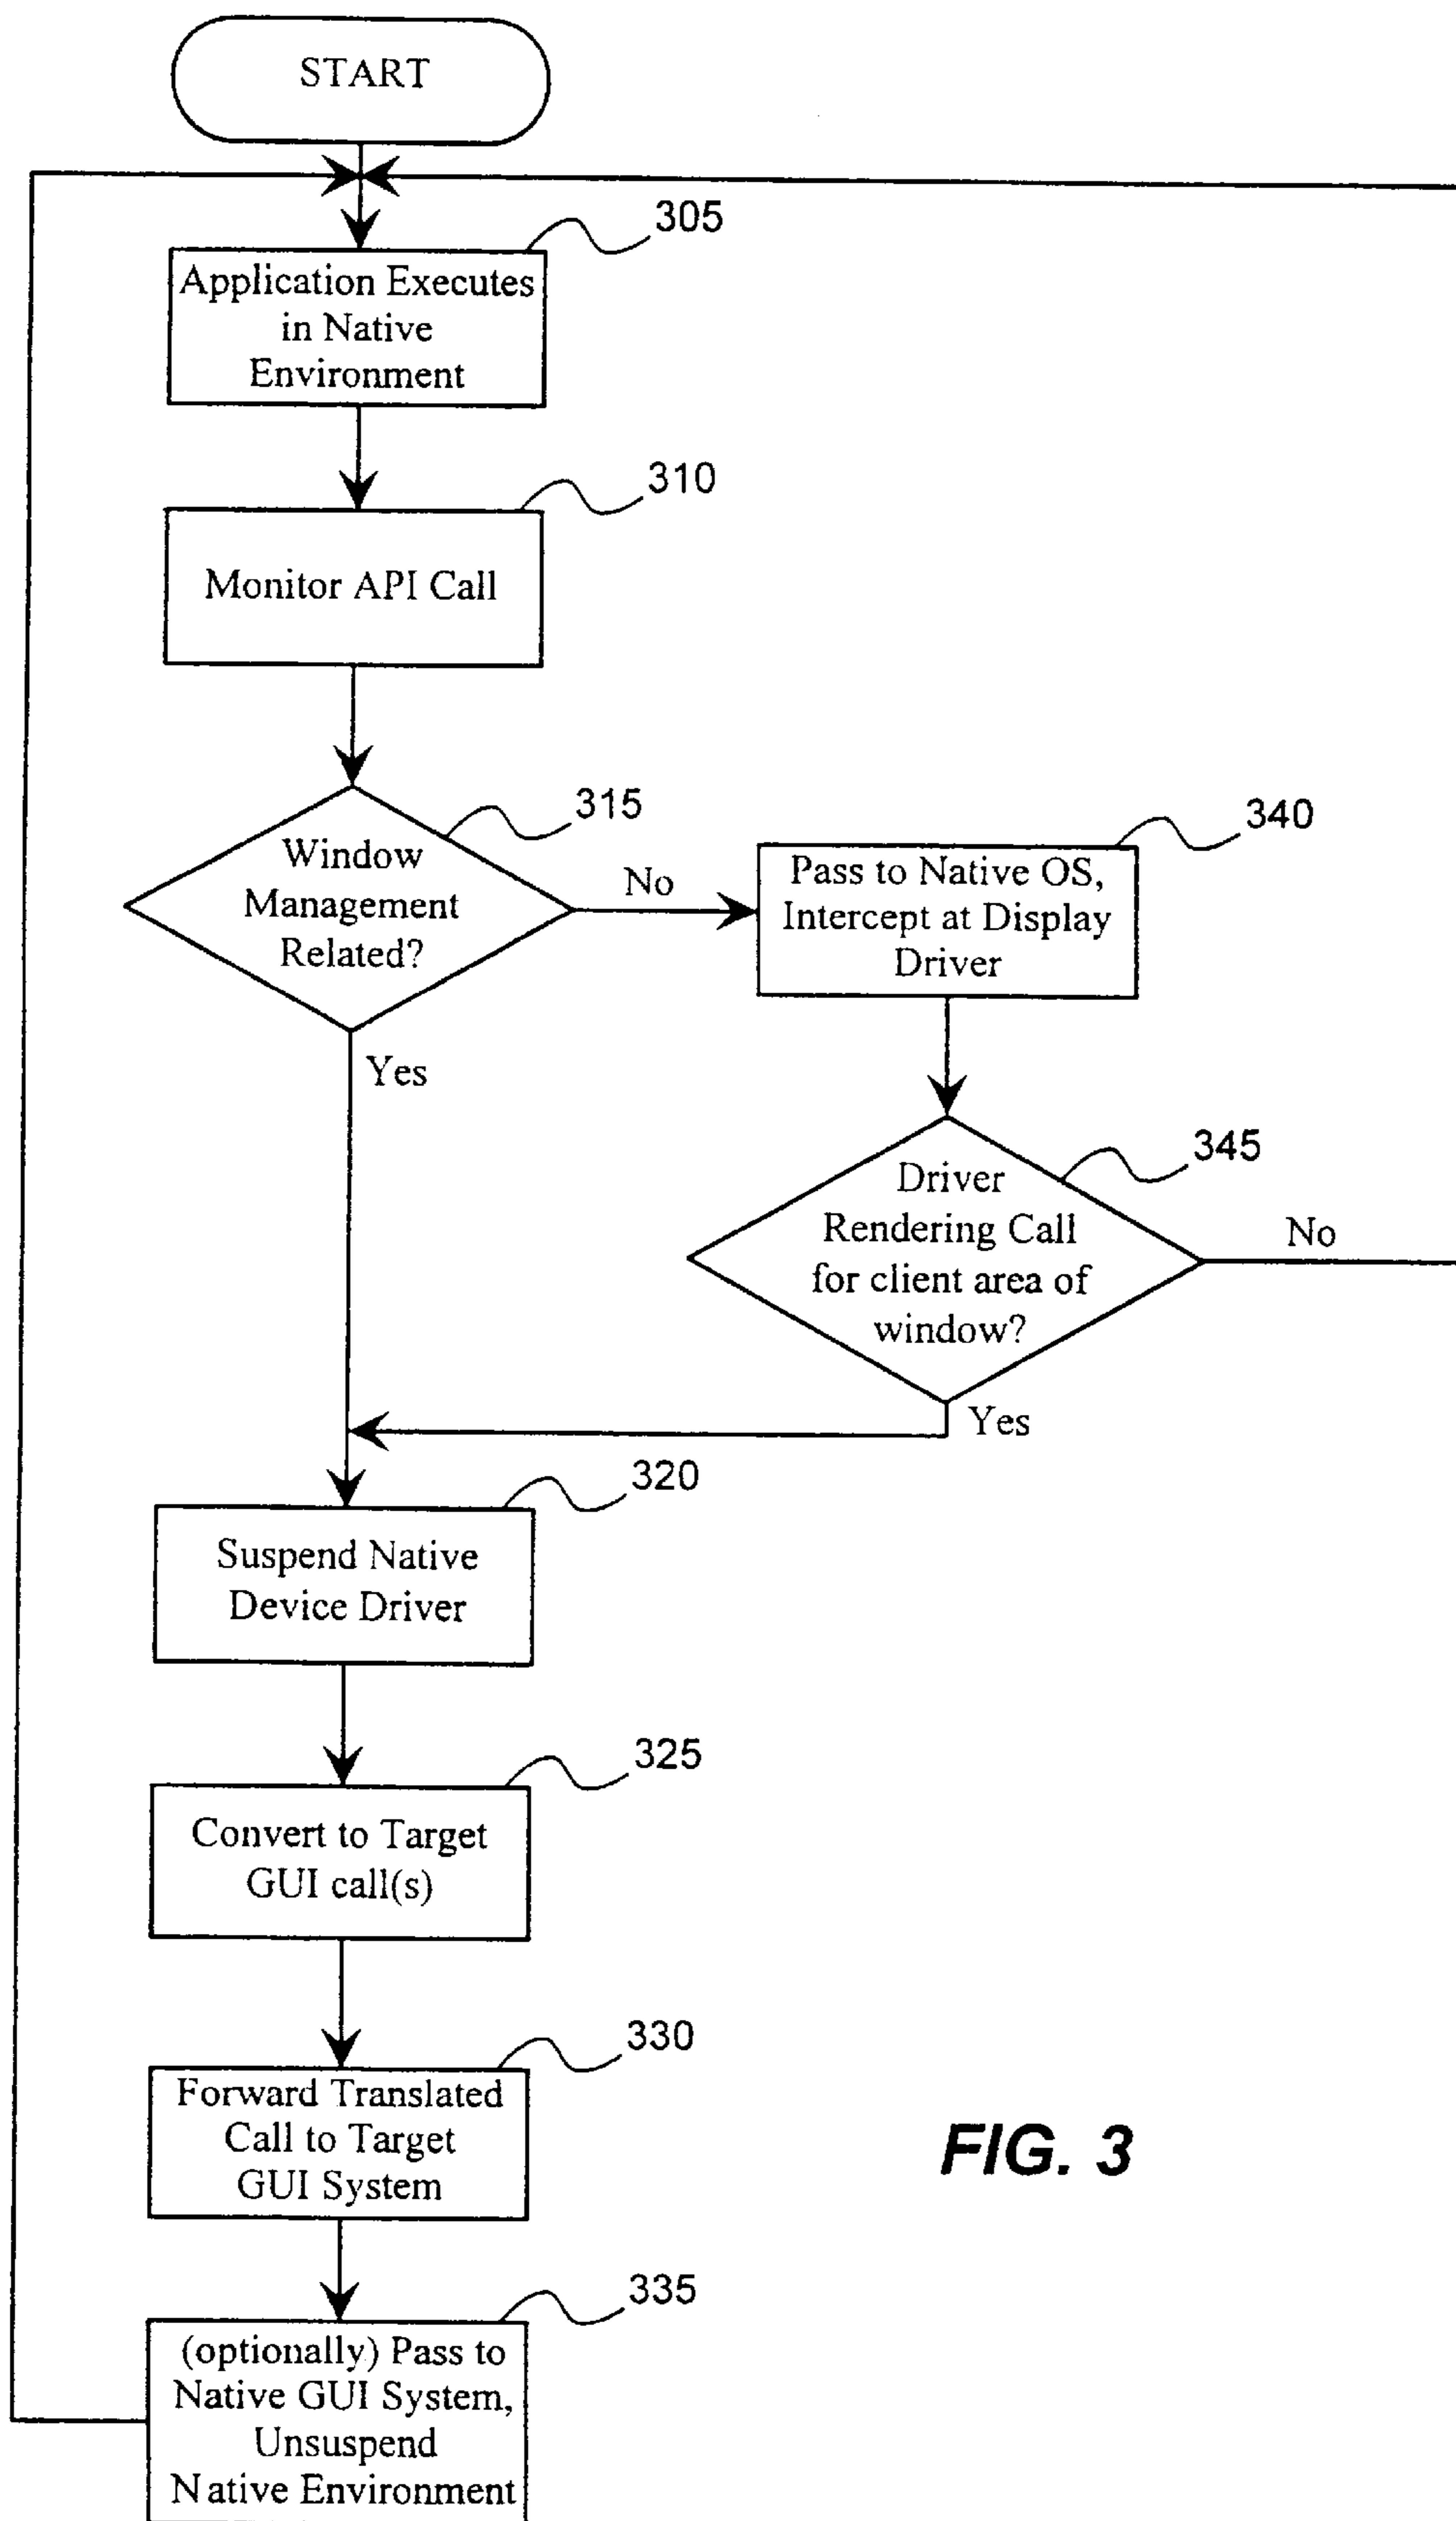 START
305
Application Executes
in Native
Environment
310
Monitor API Call
315
Window
Management
Related?
No
340
Pass to Native OS,
Intercept at Display
Driver
Yes
345
Driver
Rendering Call
for client area of
window?
No
Yes
320
Suspend Native
Device Driver
325
Convert to Target
GUI call(s)
330
Forward Translated
Call to Target
GUI System
FIG. 3
335
(optionally) Pass to
Native GUI System,
Unsuspend
Native Environment